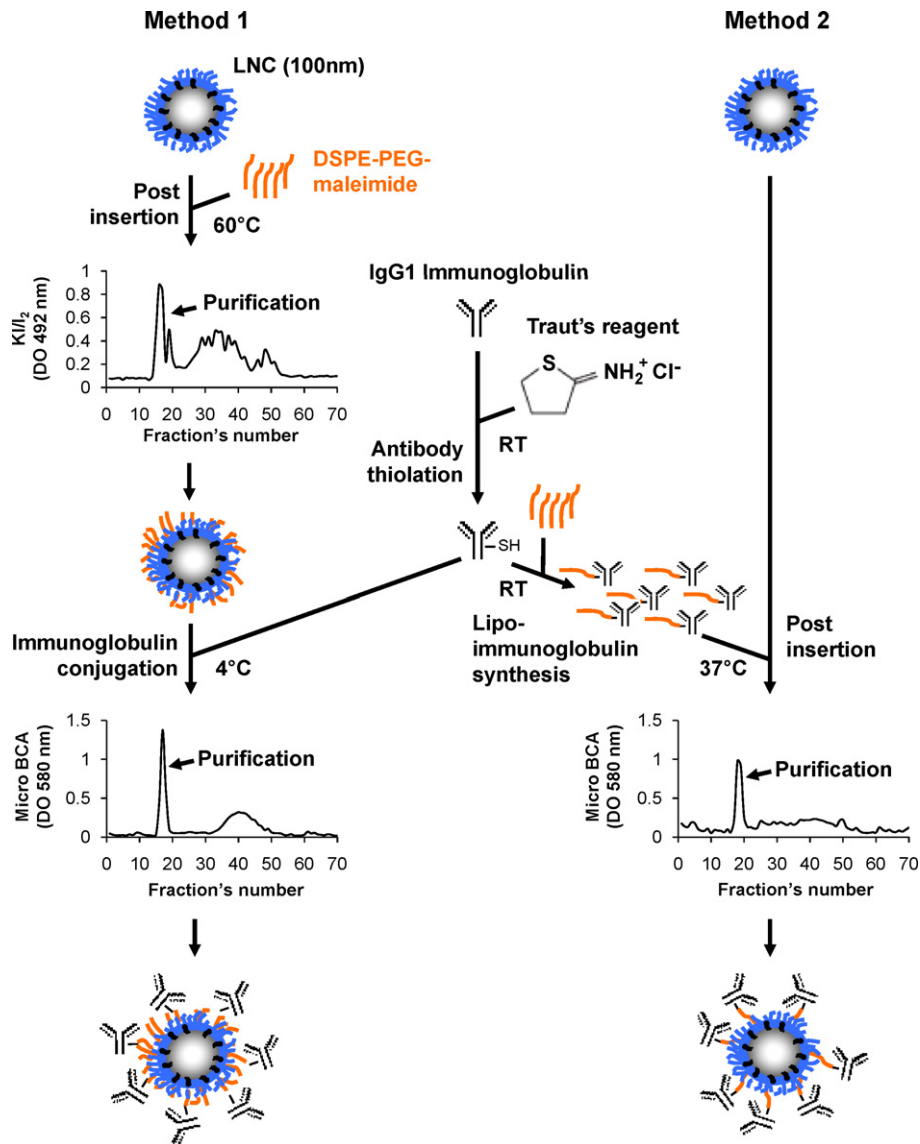 Method 1
Method 2
LNC (100nm)
DSPE-PEG-
maleimide
Post
insertion
60°C
KI/I₂
(DO 492 nm)
1
0.8
0.6
0.4
0.2
0
Purification
0 10 20 30 40 50 60 70
Fraction's number
IgG1 Immunoglobulin
Traut's reagent
S
NH₂⁺ Cl⁻
RT
Antibody
thiolation
SH
RT
Lipo-
immunoglobulin
synthesis
Post
insertion
37°C
Immunoglobulin
conjugation
4°C
Micro BCA
(DO 580 nm)
1.5
1
0.5
0
Purification
0 10 20 30 40 50 60 70
Fraction's number
Micro BCA
(DO 580 nm)
1.5
1
0.5
0
Purification
0 10 20 30 40 50 60 70
Fraction's number